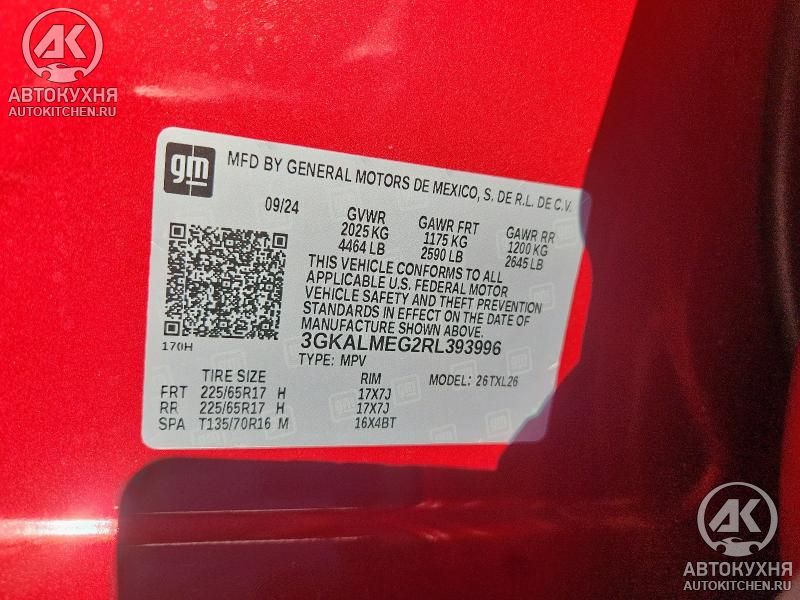 AK
АВТОКУХНЯ
AUTOKITCHEN.RU
gm
MFD BY GENERAL MOTORS DE MEXICO, S. DE R.L. DE C.V.
09/24
GVWR GAWR FRT GAWR RR
2025 KG 1175 KG 1200 KG
4464 LB 2590 LB 2645 LB
THIS VEHICLE CONFORMS TO ALL
APPLICABLE U.S. FEDERAL MOTOR
VEHICLE SAFETY AND THEFT PREVENTION
STANDARDS IN EFFECT ON THE DATE OF
MANUFACTURE SHOWN ABOVE.
170H
3GKALMEG2RL393996
TYPE: MPV
TIRE SIZE RIM MODEL: 26TXL26
FRT 225/65R17 H 17X7J
RR 225/65R17 H 17X7J
SPA T135/70R16 M 16X4BT
AK
АВТОКУХНЯ
AUTOKITCHEN.RU